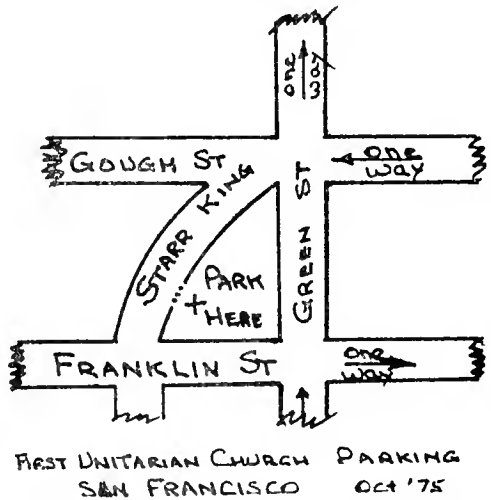 one
way
GOUGH ST
one
way
STARR KING
GREEN ST
PARK
+ HERE
FRANKLIN ST
one
way
FIRST UNITARIAN CHURCH PARKING
SAN FRANCISCO OCT '75